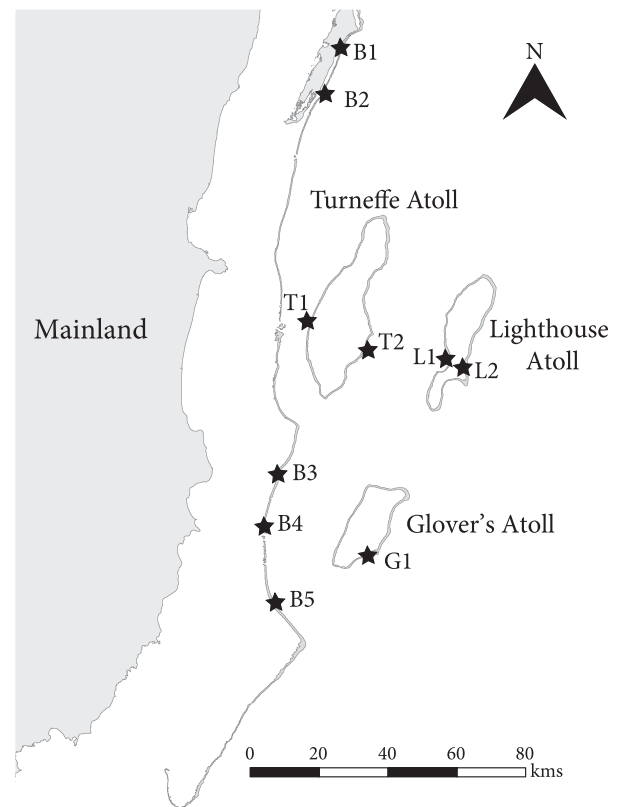 B1
N
B2
Turneffe Atoll
T1
Mainland
T2
Lighthouse
Atoll
L1
L2
B3
B4
Glover's Atoll
G1
B5
0 20 40 60 80
kms